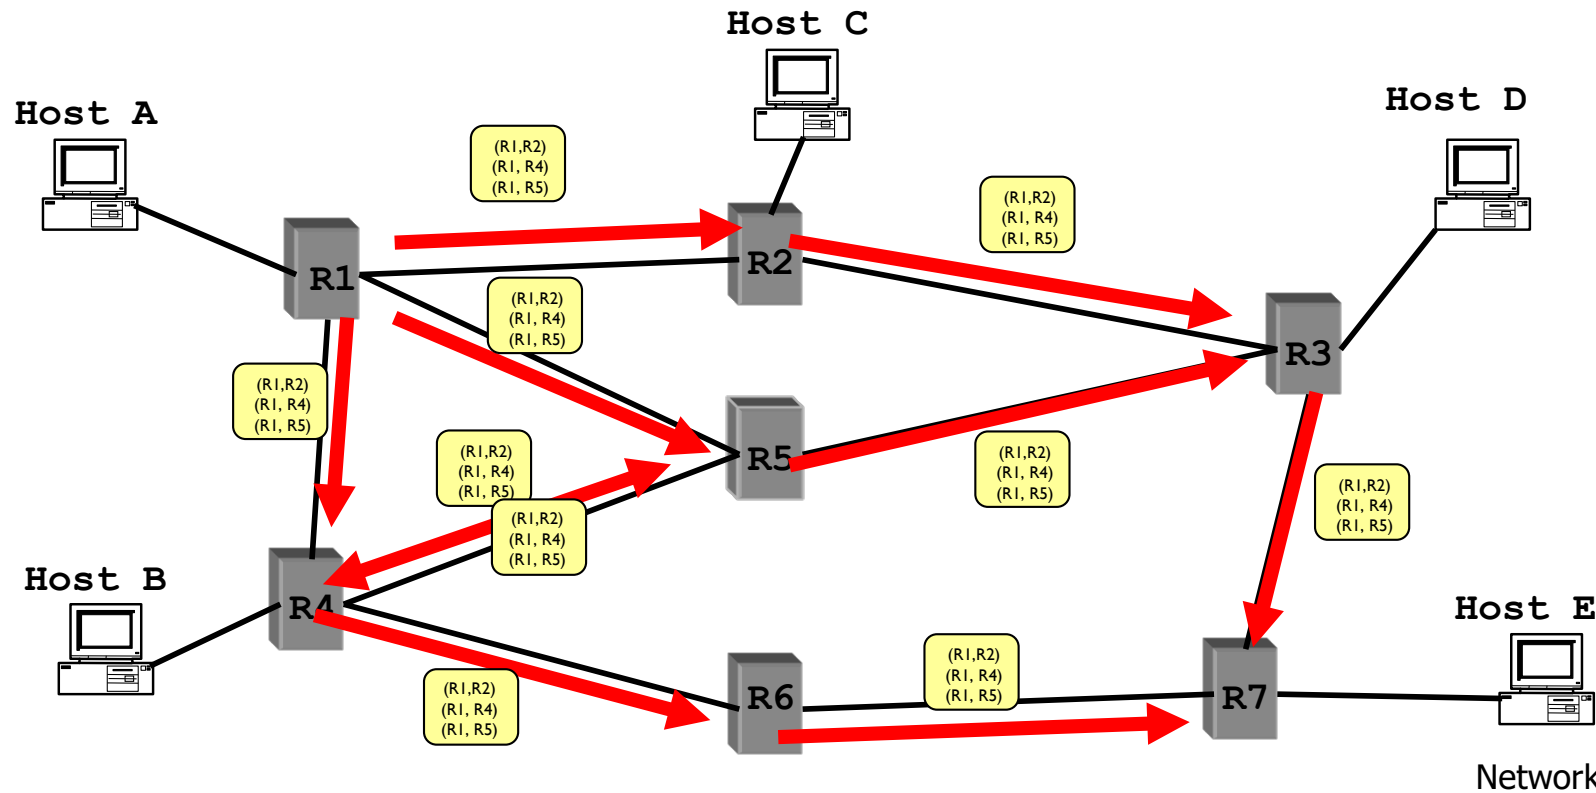 Host C
Host A
Host D
(R1,R2)
(R1, R4)
(R1, R5)
(R1,R2)
(R1, R4)
(R1, R5)
R1
R2
(R1,R2)
(R1, R4)
(R1, R5)
R3
(R1,R2)
(R1, R4)
(R1, R5)
R5
(R1,R2)
(R1, R4)
(R1, R5)
(R1,R2)
(R1, R4)
(R1, R5)
(R1,R2)
(R1, R4)
(R1, R5)
(R1,R2)
(R1, R4)
(R1, R5)
Host B
R4
Host E
(R1,R2)
(R1, R4)
(R1, R5)
(R1,R2)
(R1, R4)
(R1, R5)
R6
R7
Network